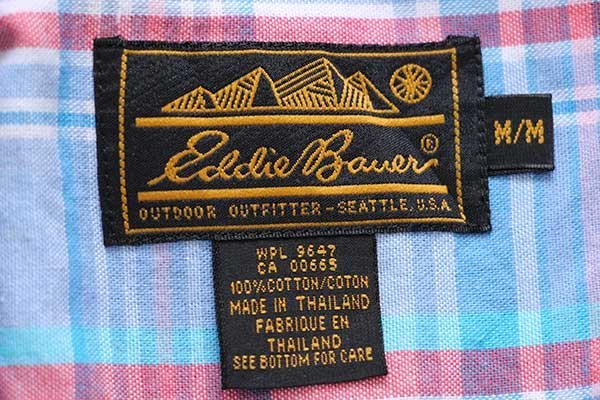 Eddie Bauer®
OUTDOOR OUTFITTER - SEATTLE, U.S.A
M/M
WPL 9647
CA 00665
100% COTTON/COTON
MADE IN THAILAND
FABRIQUE EN
THAILAND
SEE BOTTOM FOR CARE